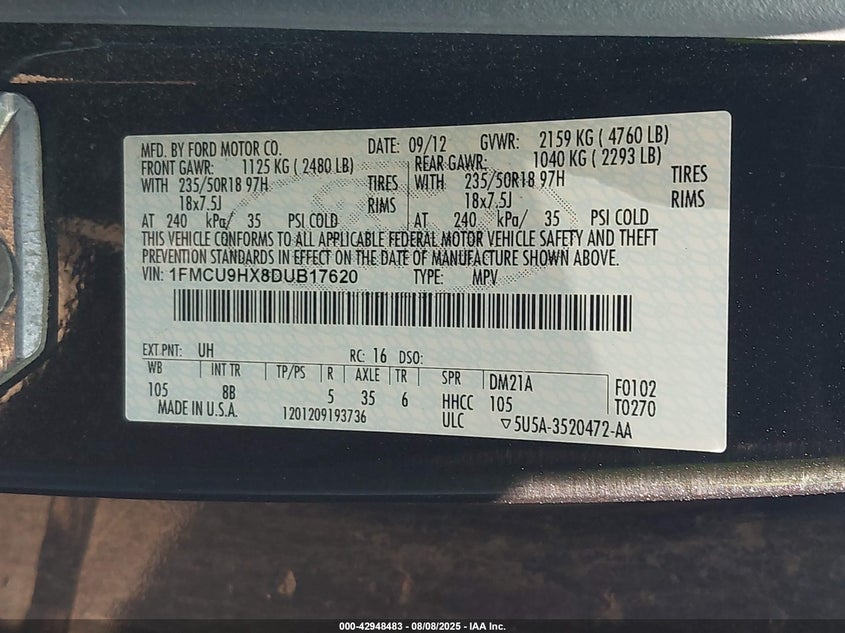 MFD. BY FORD MOTOR CO. DATE: 09/12 GVWR: 2159 KG ( 4760 LB)
FRONT GAWR: 1125 KG ( 2480 LB) REAR GAWR: 1040 KG ( 2293 LB)
WITH 235/50R18 97H TIRES WITH 235/50R18 97H TIRES
18x7.5J RIMS 18x7.5J RIMS
AT 240 kPa/ 35 PSI COLD AT 240 kPa/ 35 PSI COLD
THIS VEHICLE CONFORMS TO ALL APPLICABLE FEDERAL MOTOR VEHICLE SAFETY AND THEFT
PREVENTION STANDARDS IN EFFECT ON THE DATE OF MANUFACTURE SHOWN ABOVE.
VIN: 1FMCU9HX8DUB17620 TYPE: MPV
EXT PNT: UH RC: 16 DSO:
WB INT TR TP/PS R AXLE TR SPR DM21A F0102
105 8B 5 35 6 HHCC 105 T0270
MADE IN U.S.A. 1201209193736 ULC ▽5U5A-3520472-AA
000-42948483 - 08/08/2025 - IAA Inc.